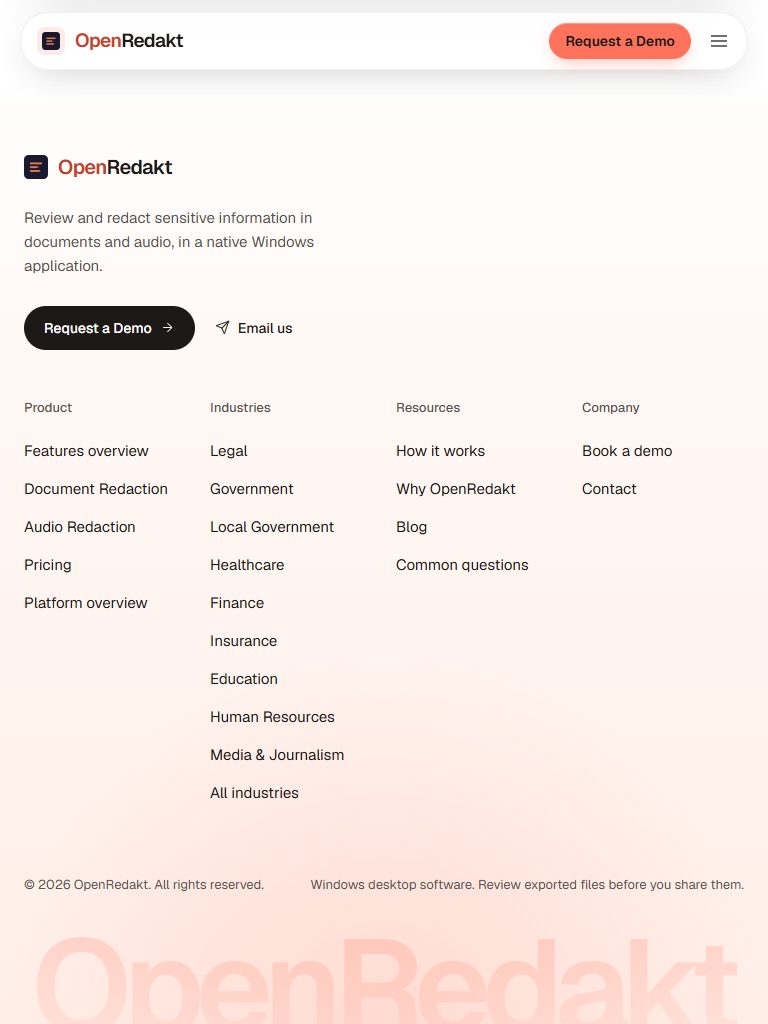 OpenRedakt
Request a Demo
OpenRedakt
Review and redact sensitive information in
documents and audio, in a native Windows
application.
Request a Demo
Email us
Product
Features overview
Document Redaction
Audio Redaction
Pricing
Platform overview
Industries
Legal
Government
Local Government
Healthcare
Finance
Insurance
Education
Human Resources
Media & Journalism
All industries
Resources
How it works
Why OpenRedakt
Blog
Common questions
Company
Book a demo
Contact
© 2026 OpenRedakt. All rights reserved.
Windows desktop software. Review exported files before you share them.
OpenRedakt